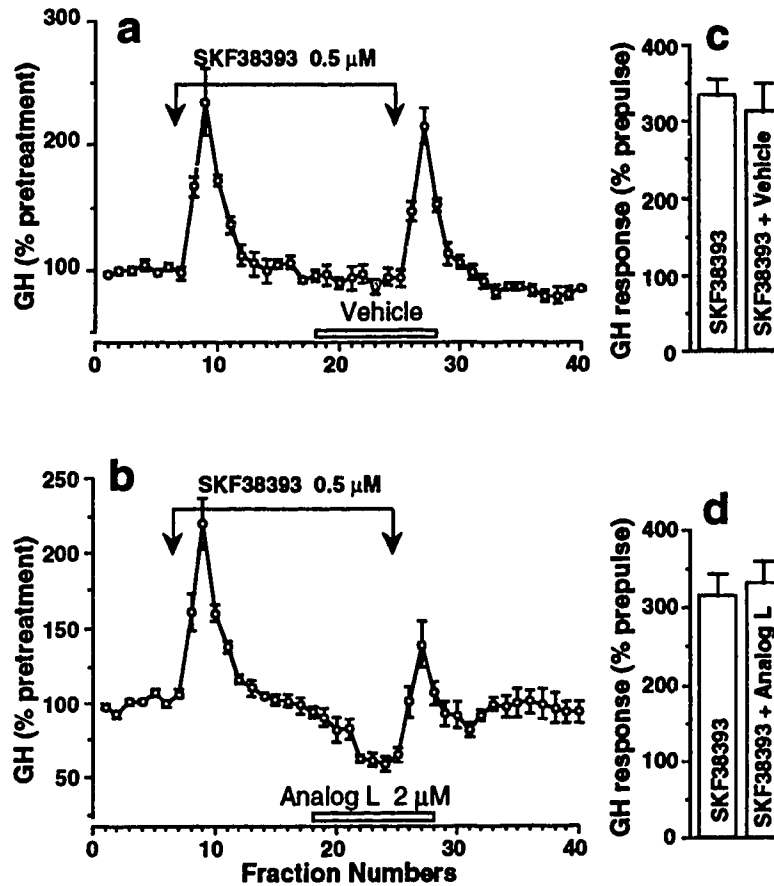 a
SKF38393 0.5 μM
GH (% pretreatment)
300
200
100
Vehicle
0 10 20 30 40
c
GH response (% prepulse)
400
300
200
100
0
SKF38393
SKF38393 + Vehicle
b
SKF38393 0.5 μM
GH (% pretreatment)
250
200
150
100
50
Analog L 2 μM
0 10 20 30 40
Fraction Numbers
d
GH response (% prepulse)
400
300
200
100
0
SKF38393
SKF38393 + Analog L